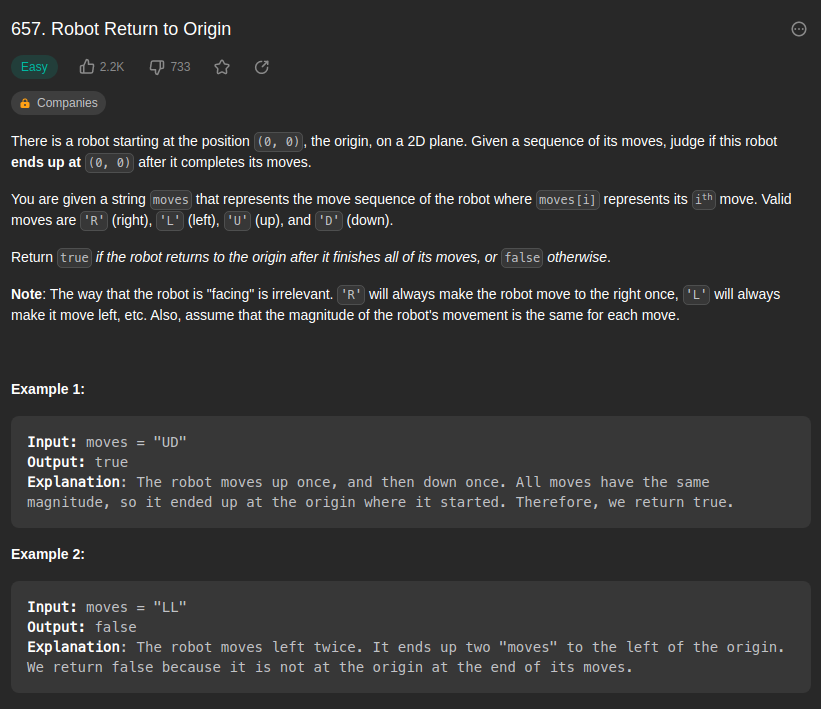 657. Robot Return to Origin
Easy 2.2K 733
Companies
There is a robot starting at the position (0, 0), the origin, on a 2D plane. Given a sequence of its moves, judge if this robot
ends up at (0, 0) after it completes its moves.
You are given a string moves that represents the move sequence of the robot where moves[i] represents its ith move. Valid
moves are 'R' (right), 'L' (left), 'U' (up), and 'D' (down).
Return true if the robot returns to the origin after it finishes all of its moves, or false otherwise.
Note: The way that the robot is "facing" is irrelevant. 'R' will always make the robot move to the right once, 'L' will always
make it move left, etc. Also, assume that the magnitude of the robot's movement is the same for each move.
Example 1:
Input: moves = "UD"
Output: true
Explanation: The robot moves up once, and then down once. All moves have the same
magnitude, so it ended up at the origin where it started. Therefore, we return true.
Example 2:
Input: moves = "LL"
Output: false
Explanation: The robot moves left twice. It ends up two "moves" to the left of the origin.
We return false because it is not at the origin at the end of its moves.